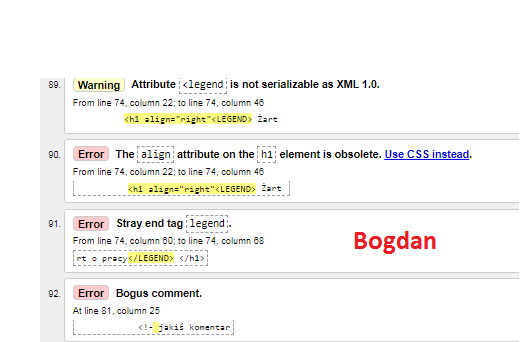 89. Warning Attribute <legend is not serializable as XML 1.0.
From line 74, column 22; to line 74, column 46
<h1 align="right"<LEGEND> Żart
90. Error The align attribute on the h1 element is obsolete. Use CSS instead.
From line 74, column 22; to line 74, column 46
<h1 align="right"<LEGEND> Żart
91. Error Stray end tag legend.
From line 74, column 60; to line 74, column 68
rt o pracy</LEGEND> </h1>
Bogdan
92. Error Bogus comment.
At line 81, column 25
<!- jakiś komentar